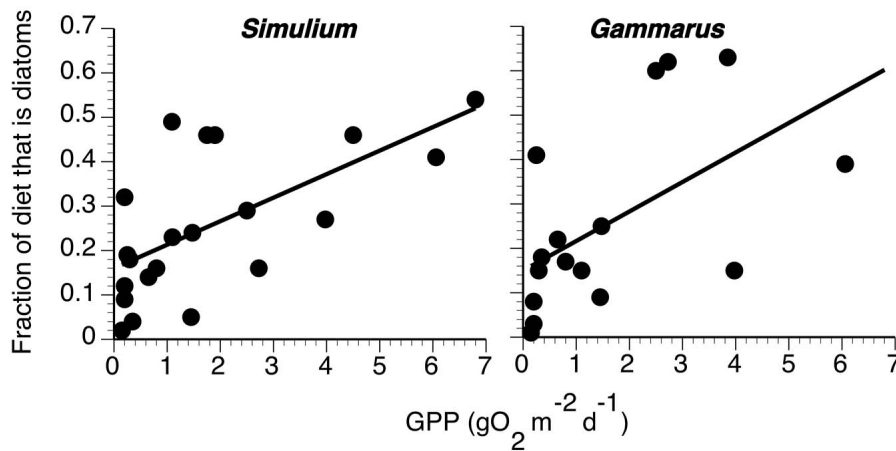 Simulium
Gammarus
Fraction of diet that is diatoms
0.7
0.6
0.5
0.4
0.3
0.2
0.1
0
0 1 2 3 4 5 6 7
0 1 2 3 4 5 6 7
GPP (gO₂ m⁻² d⁻¹)